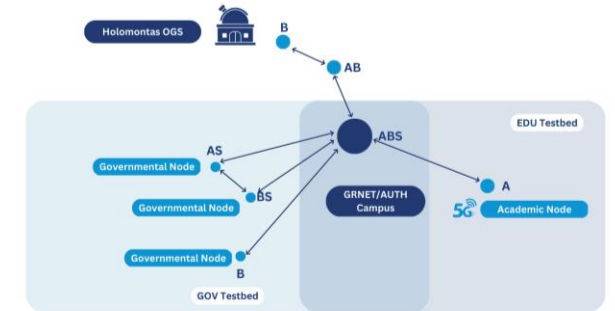 Holomontas OGS
B
AB
ABS
EDU Testbed
AS
Governmental Node
BS
Governmental Node
GRNET/AUTH
Campus
A
5G
Academic Node
Governmental Node
B
GOV Testbed